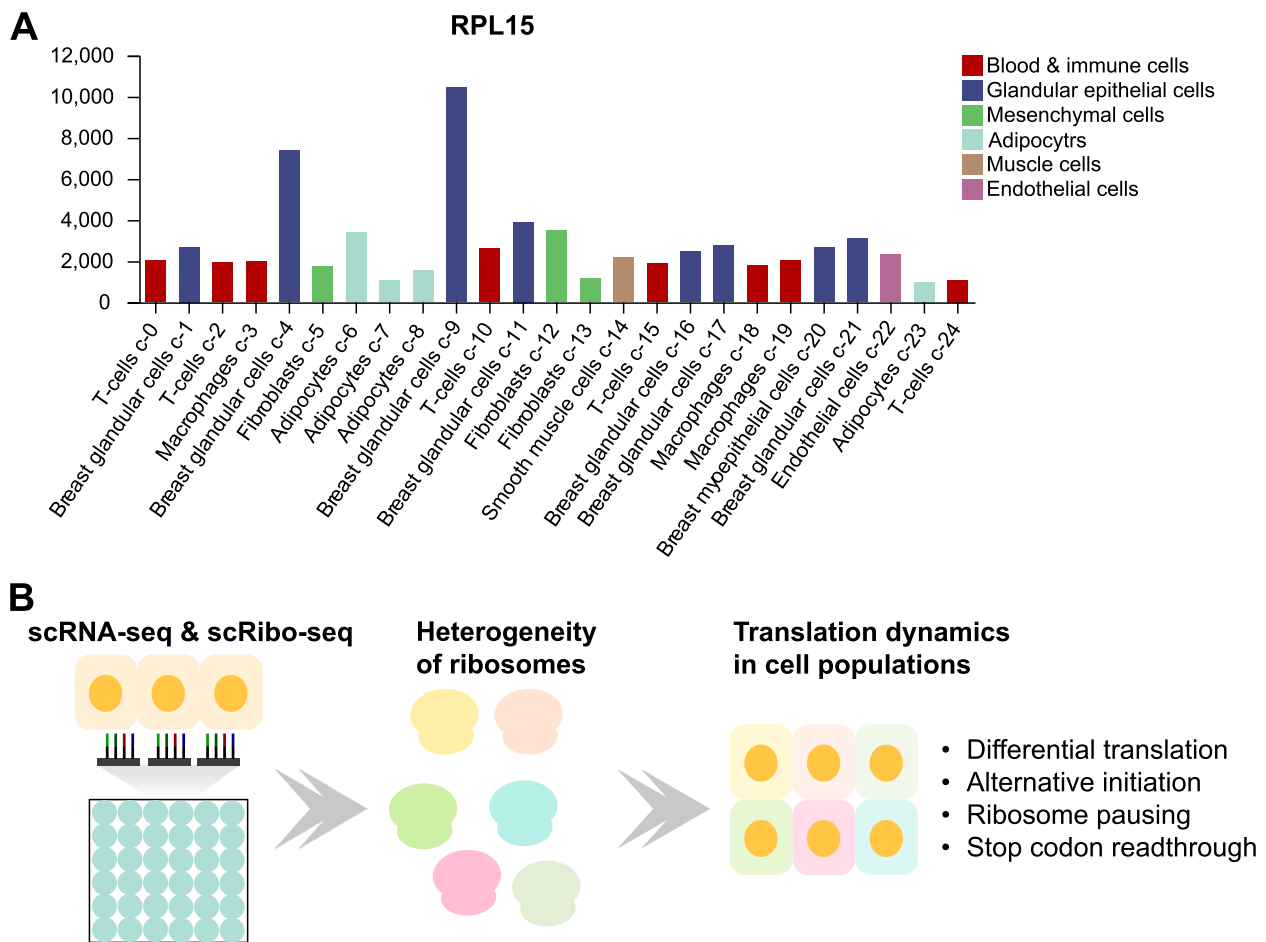 A
RPL15
12,000
10,000
8,000
6,000
4,000
2,000
0
Blood & immune cells
Glandular epithelial cells
Mesenchymal cells
Adipocytrs
Muscle cells
Endothelial cells
T-cells c-0
Breast glandular cells c-1
T-cells c-2
Macrophages c-3
Breast glandular cells c-4
Fibroblasts c-5
Adipocytes c-6
Adipocytes c-7
Adipocytes c-8
Breast glandular cells c-9
T-cells c-10
Breast glandular cells c-11
Fibroblasts c-12
Fibroblasts c-13
Smooth muscle cells c-14
T-cells c-15
Breast glandular cells c-16
Breast glandular cells c-17
Macrophages c-18
Macrophages c-19
Breast myoepithelial cells c-20
Breast glandular cells c-21
Endothelial cells c-22
Adipocytes c-23
T-cells c-24
B
scRNA-seq & scRibo-seq
Heterogeneity
of ribosomes
Translation dynamics
in cell populations
• Differential translation
• Alternative initiation
• Ribosome pausing
• Stop codon readthrough